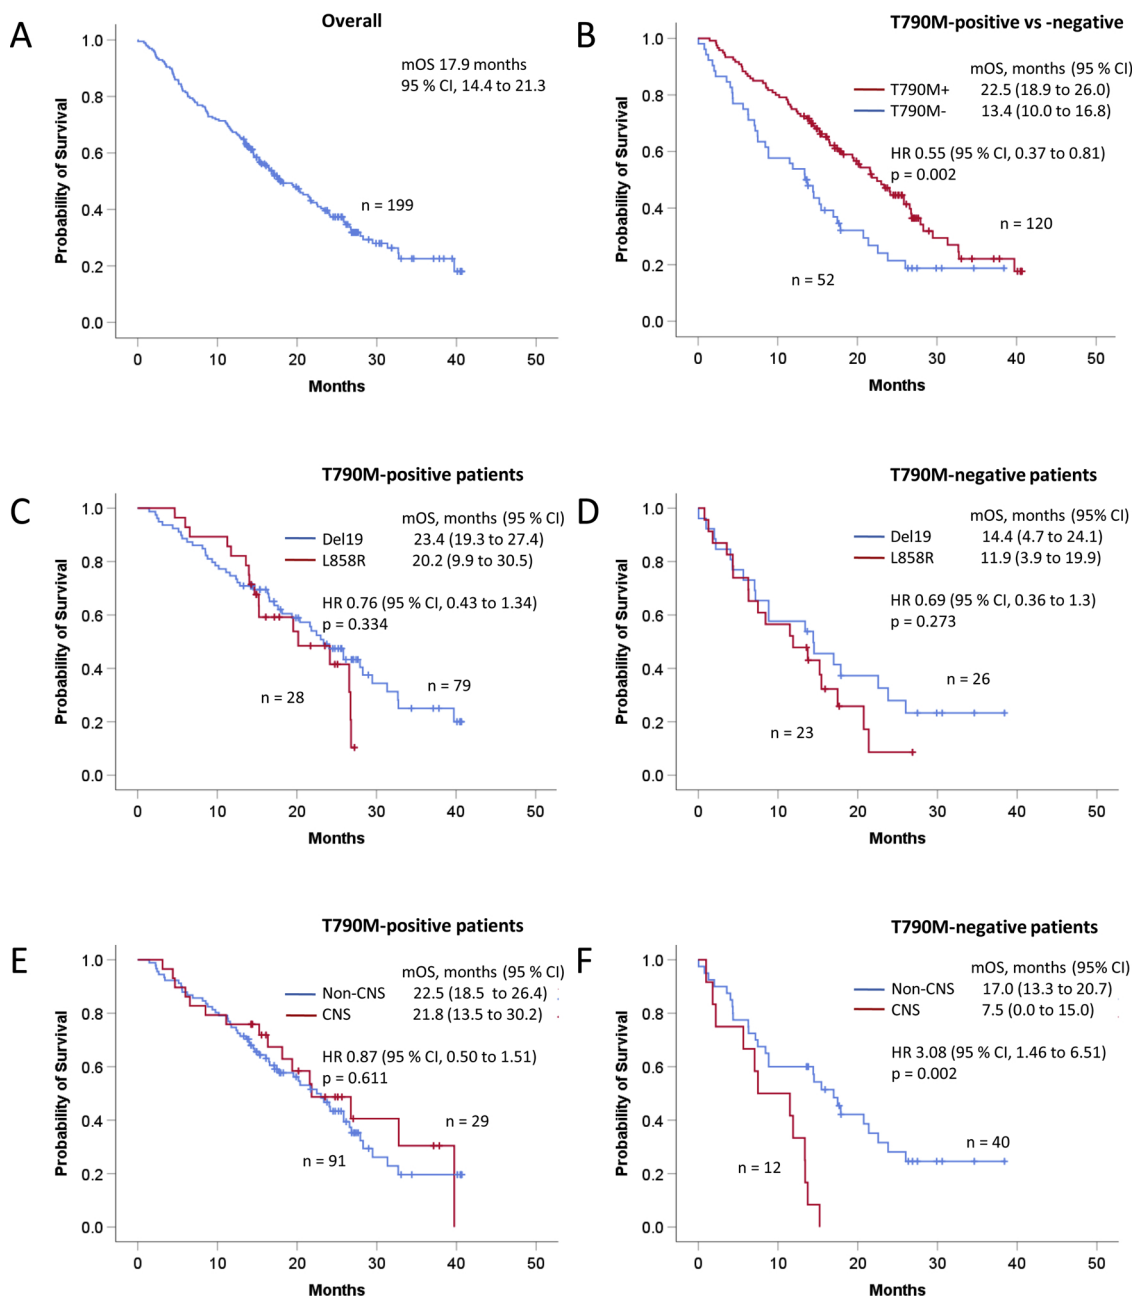 A
Overall
mOS 17.9 months
95 % CI, 14.4 to 21.3
n = 199
Probability of Survival
1.0
0.8
0.6
0.4
0.2
0.0
0 10 20 30 40 50
Months
B
T790M-positive vs -negative
mOS, months (95 % CI)
T790M+ 22.5 (18.9 to 26.0)
T790M- 13.4 (10.0 to 16.8)
HR 0.55 (95 % CI, 0.37 to 0.81)
p = 0.002
n = 120
n = 52
Probability of Survival
1.0
0.8
0.6
0.4
0.2
0.0
0 10 20 30 40 50
Months
C
T790M-positive patients
mOS, months (95 % CI)
Del19 23.4 (19.3 to 27.4)
L858R 20.2 (9.9 to 30.5)
HR 0.76 (95 % CI, 0.43 to 1.34)
p = 0.334
n = 79
n = 28
Probability of Survival
1.0
0.8
0.6
0.4
0.2
0.0
0 10 20 30 40 50
Months
D
T790M-negative patients
mOS, months (95% CI)
Del19 14.4 (4.7 to 24.1)
L858R 11.9 (3.9 to 19.9)
HR 0.69 (95 % CI, 0.36 to 1.3)
p = 0.273
n = 26
n = 23
Probability of Survival
1.0
0.8
0.6
0.4
0.2
0.0
0 10 20 30 40 50
Months
E
T790M-positive patients
mOS, months (95 % CI)
Non-CNS 22.5 (18.5 to 26.4)
CNS 21.8 (13.5 to 30.2)
HR 0.87 (95 % CI, 0.50 to 1.51)
p = 0.611
n = 29
n = 91
Probability of Survival
1.0
0.8
0.6
0.4
0.2
0.0
0 10 20 30 40 50
Months
F
T790M-negative patients
mOS, months (95% CI)
Non-CNS 17.0 (13.3 to 20.7)
CNS 7.5 (0.0 to 15.0)
HR 3.08 (95 % CI, 1.46 to 6.51)
p = 0.002
n = 40
n = 12
Probability of Survival
1.0
0.8
0.6
0.4
0.2
0.0
0 10 20 30 40 50
Months